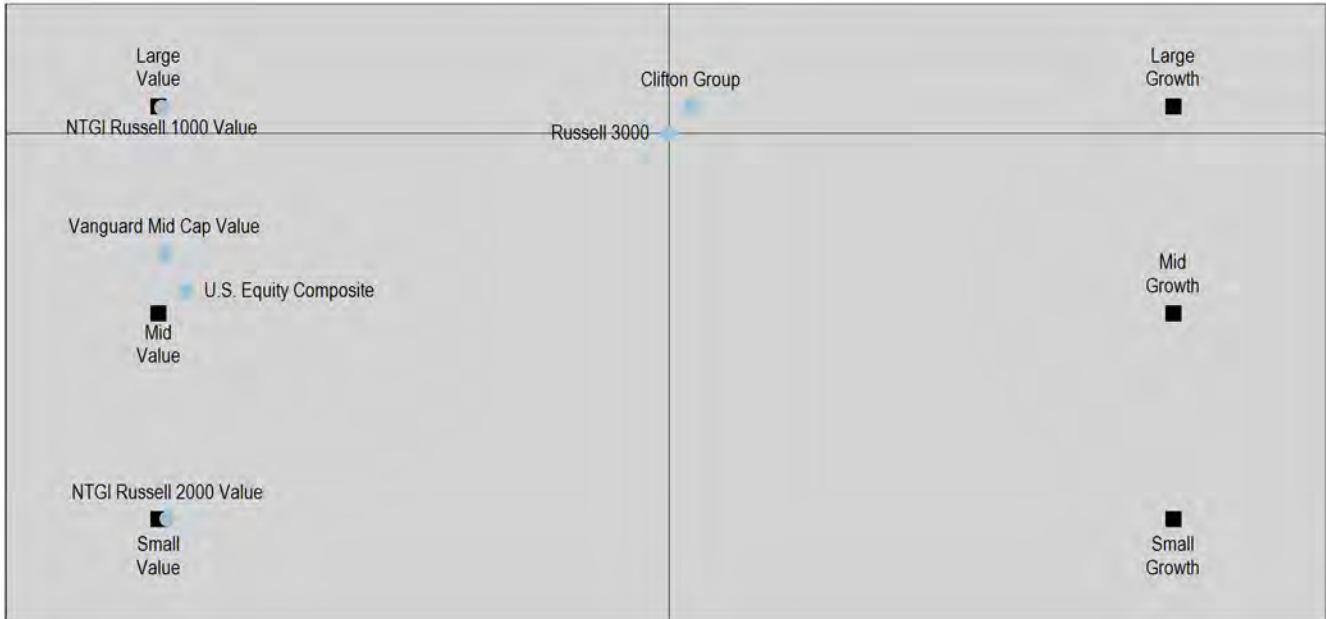 Large
Value
NTGI Russell 1000 Value
Clifton Group
Russell 3000
Large
Growth
Vanguard Mid Cap Value
U.S. Equity Composite
Mid
Value
Mid
Growth
NTGI Russell 2000 Value
Small
Value
Small
Growth